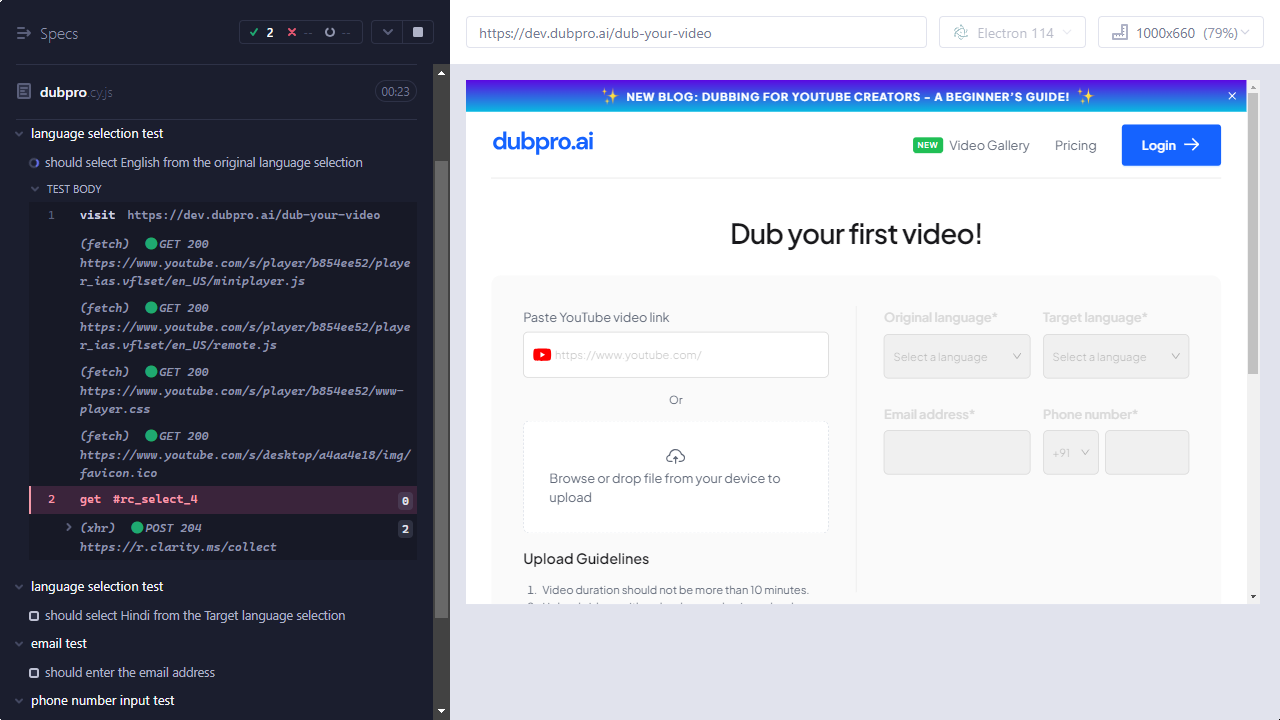 Specs
2 -- --
dubpro.cy.js 00:23
language selection test
should select English from the original language selection
TEST BODY
1 visit https://dev.dubpro.ai/dub-your-video
(fetch) GET 200
https://www.youtube.com/s/player/b854ee52/playe
r_ias.vflset/en_US/miniplayer.js
(fetch) GET 200
https://www.youtube.com/s/player/b854ee52/playe
r_ias.vflset/en_US/remote.js
(fetch) GET 200
https://www.youtube.com/s/player/b854ee52/www-
player.css
(fetch) GET 200
https://www.youtube.com/s/desktop/a4aa4e18/img/
favicon.ico
2 get #rc_select_4 0
(xhr) POST 204 2
https://r.clarity.ms/collect
language selection test
should select Hindi from the Target language selection
email test
should enter the email address
phone number input test
https://dev.dubpro.ai/dub-your-video
Electron 114
1000x660 (79%)
✨ NEW BLOG: DUBBING FOR YOUTUBE CREATORS - A BEGINNER'S GUIDE! ✨
dubpro.ai
NEW Video Gallery Pricing Login →
Dub your first video!
Paste YouTube video link
https://www.youtube.com/
Or
Browse or drop file from your device to
upload
Upload Guidelines
1. Video duration should not be more than 10 minutes.
Original language* Target language*
Select a language Select a language
Email address* Phone number*
+91